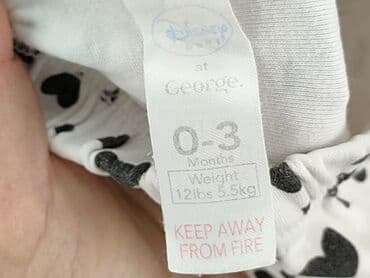 Disney
at
George.
0-3
Months
Weight
12lbs 5.5kg
KEEP AWAY
FROM FIRE